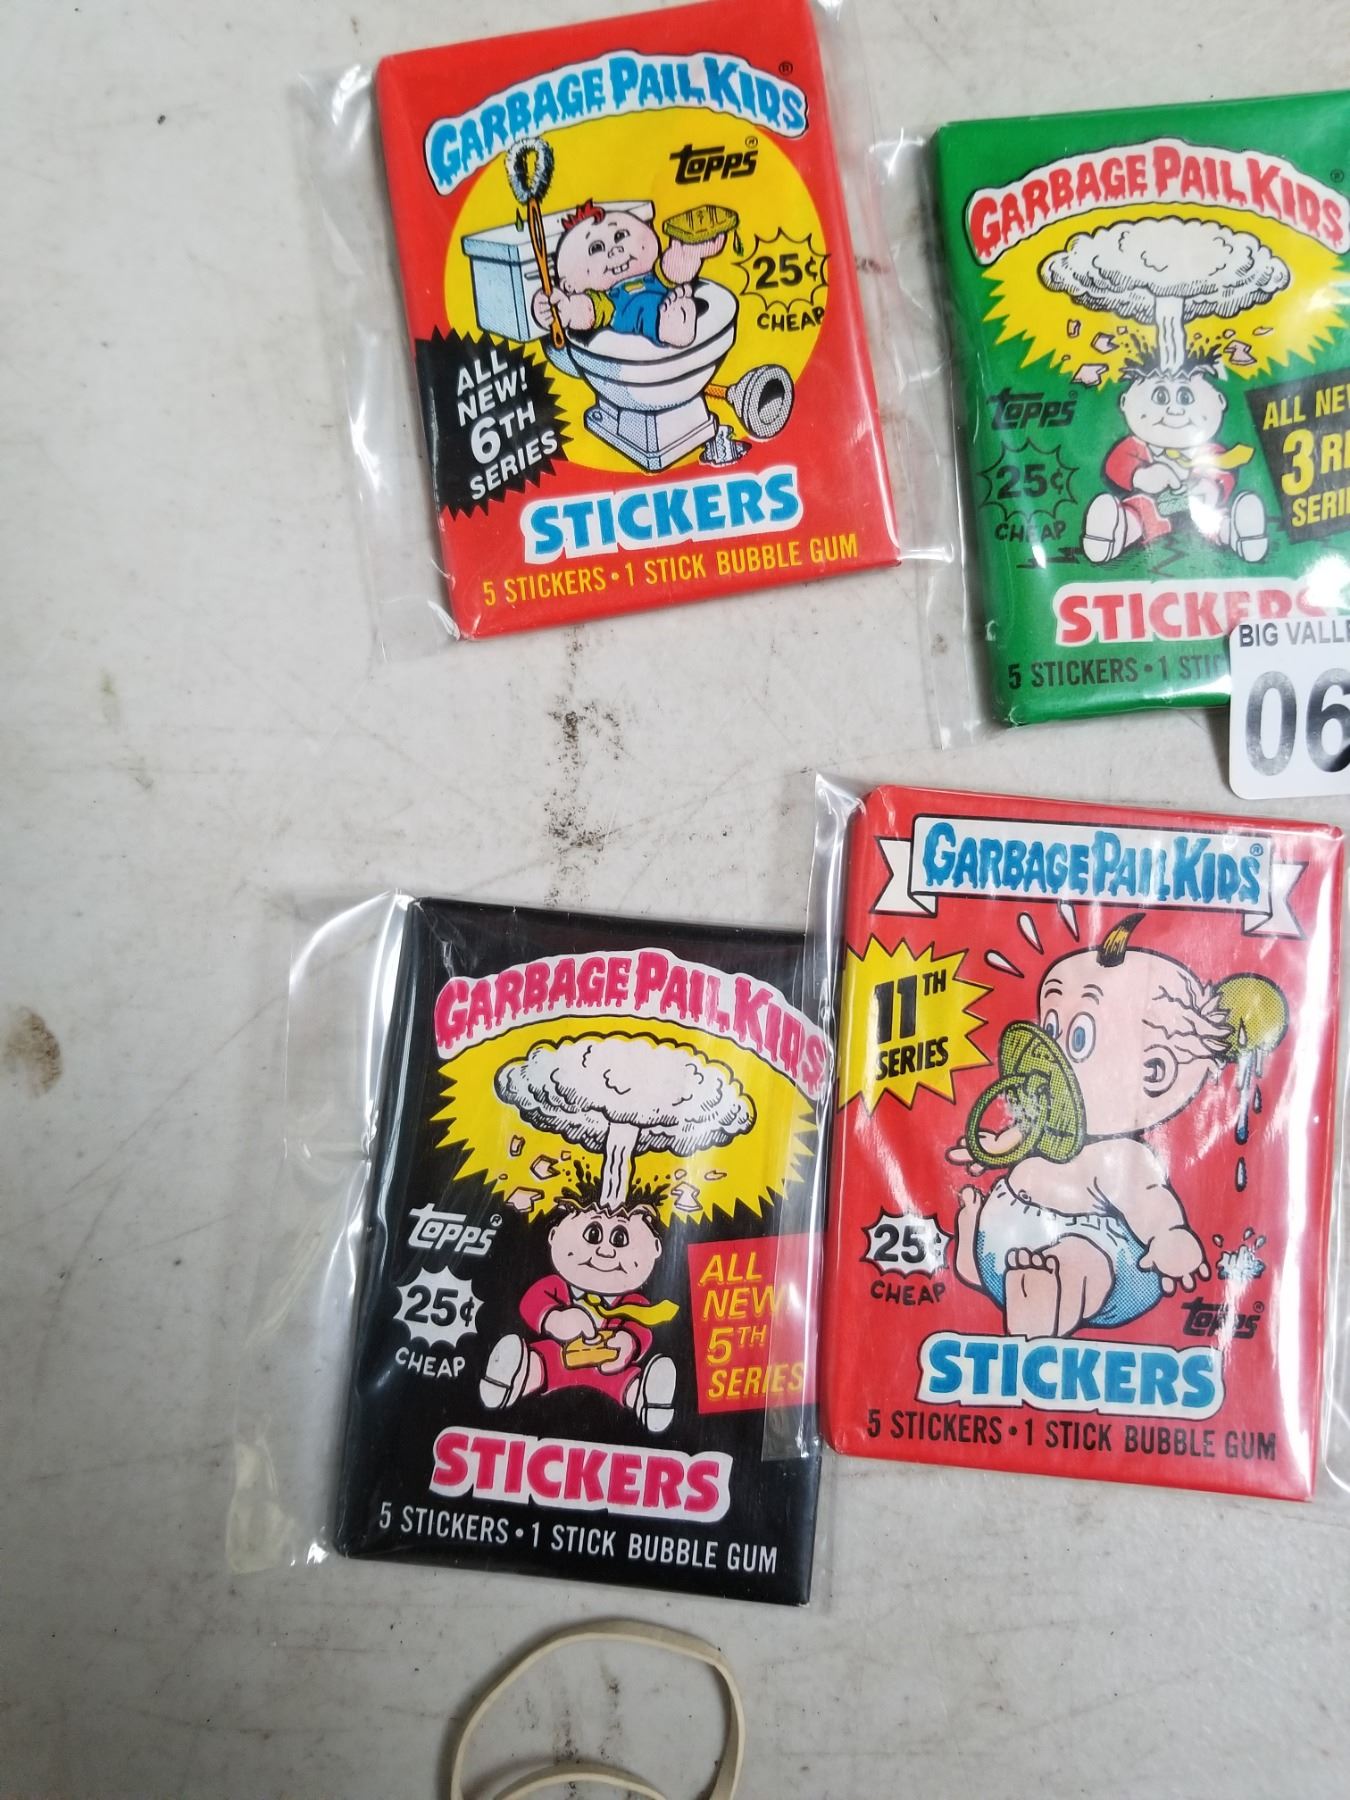 GARBAGE PAIL KIDS ®
TOPPS ®
25¢
CHEAP
ALL
NEW!
6TH
SERIES
STICKERS
5 STICKERS • 1 STICK BUBBLE GUM
GARBAGE PAIL KIDS ®
TOPPS ®
25¢
CHEAP
ALL
3
STICKERS
5 STICKERS • 1
BIG
06
GARBAGE PAIL KIDS
TOPPS ®
25¢
CHEAP
ALL
NEW
5TH
SERIES
STICKERS
5 STICKERS • 1 STICK BUBBLE GUM
GARBAGE PAIL KIDS ®
11TH
SERIES
25¢
CHEAP
TOPPS ®
STICKERS
5 STICKERS • 1 STICK BUBBLE GUM